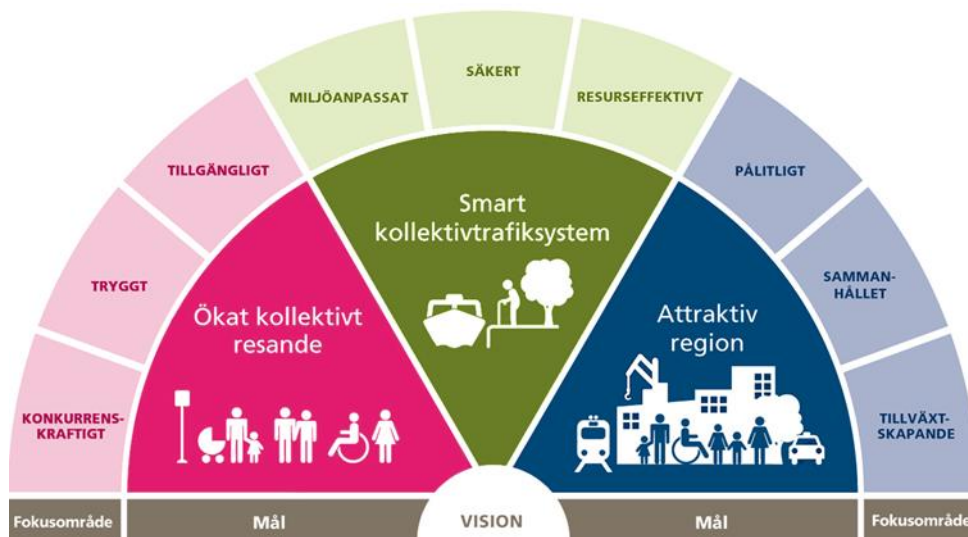 MILJÖANPASSAT
SÄKERT
RESURSEFFEKTIVT
TILLGÄNGLIGT
PÅLITLIGT
TRYGGT
SAMMAN-
HÅLLET
KONKURRENS-
KRAFTIGT
TILLVÄXT-
SKAPANDE
Smart
kollektivtrafiksystem
Ökat kollektivt
resande
Attraktiv
region
Fokusområde
Mål
VISION
Mål
Fokusområde